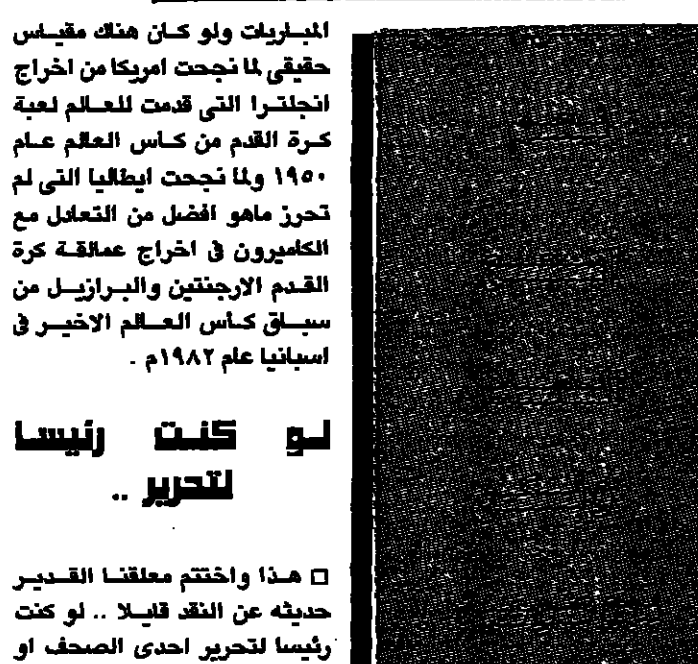 المباريات ولو كان هناك مقياس
حقيقى لما نجحت امريكا من اخراج
انجلترا التى قدمت للعالم لعبة
كرة القدم من كأس العالم عام
١٩٥٠ ولما نجحت ايطاليا التى لم
تحرز ماهو افضل من التعادل مع
الكاميرون فى اخراج عمالقة كرة
القدم الارجنتين والبرازيل من
سباق كأس العالم الاخير فى
اسبانيا عام ١٩٨٢م .
لو كنت رئيسا
لتحرير ..
□ هذا واختتم معلقنا القدير
حديثه عن النقد قايلا .. لو كنت
رئيسا لتحرير احدى الصحف او